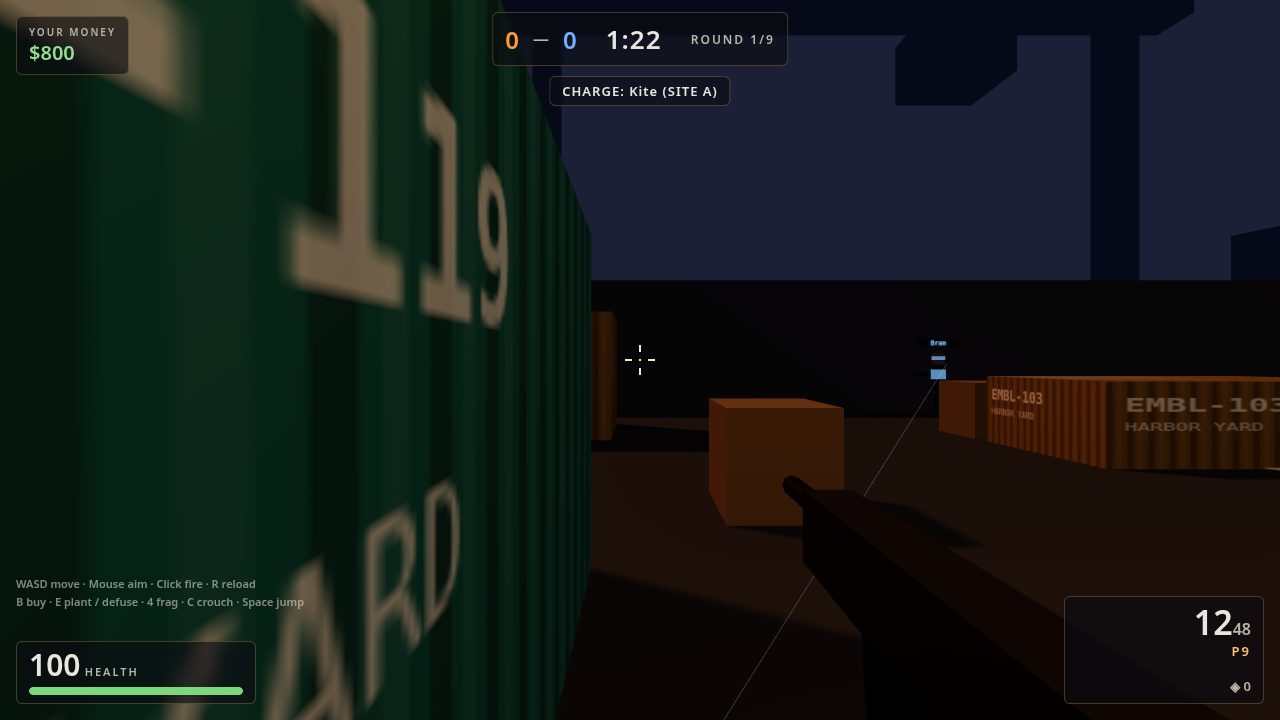 YOUR MONEY
$800
0 — 0 1:22 ROUND 1/9
CHARGE: Kite (SITE A)
119
YARD
Bran
EMBL-103
HARBOR YARD
EMBL-103
HARBOR YARD
WASD move · Mouse aim · Click fire · R reload
B buy · E plant / defuse · 4 frag · C crouch · Space jump
100 HEALTH
12 48
P9
◈ 0